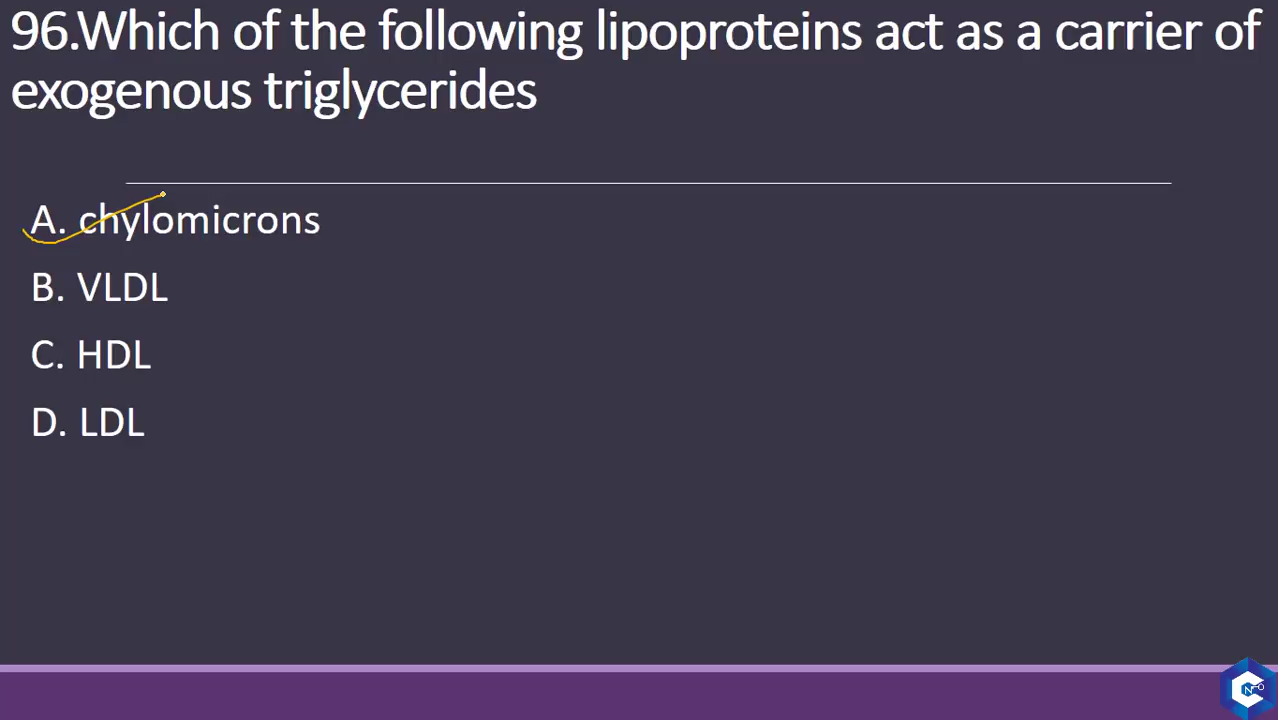 96.Which of the following lipoproteins act as a carrier of
exogenous triglycerides
A. chylomicrons
B. VLDL
C. HDL
D. LDL